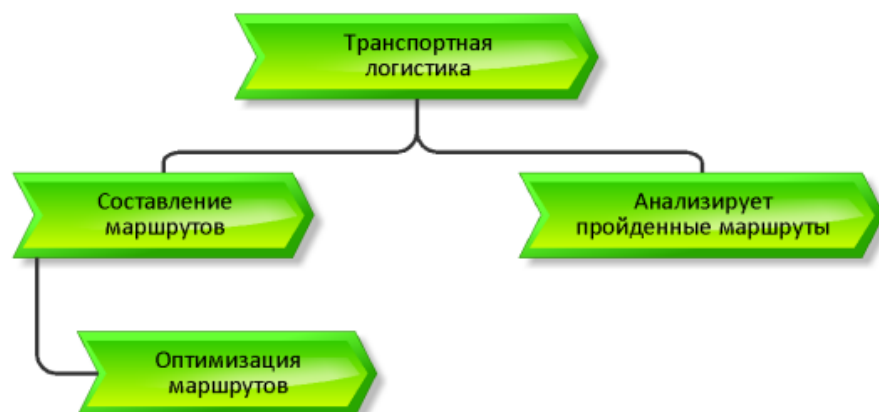 Транспортная
логистика
Составление
маршрутов
Анализирует
пройденные маршруты
Оптимизация
маршрутов